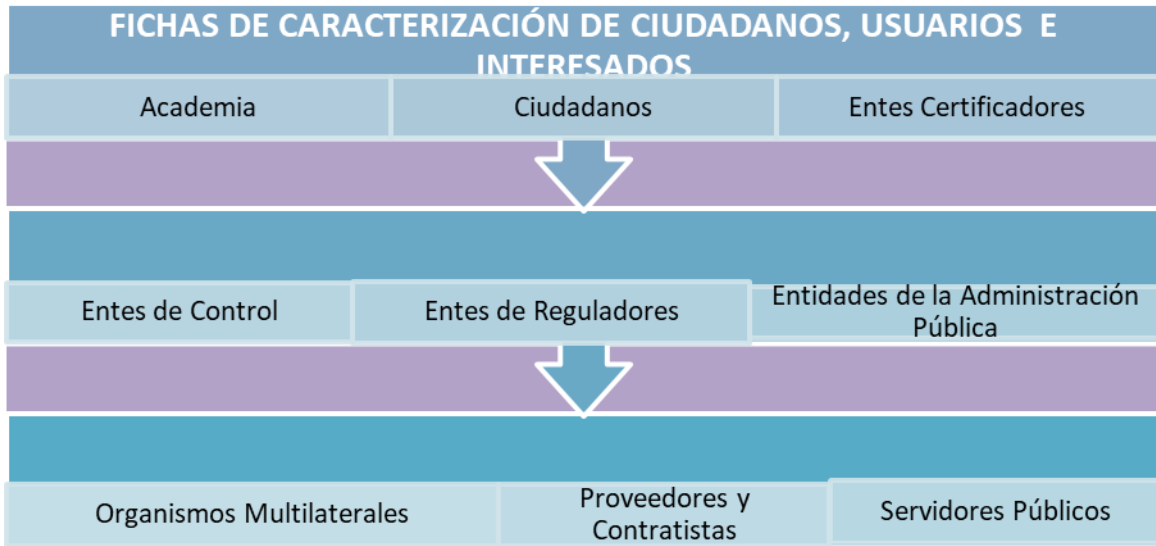 FICHAS DE CARACTERIZACIÓN DE CIUDADANOS, USUARIOS E
INTERESADOS
Academia
Ciudadanos
Entes Certificadores
Entes de Control
Entes de Reguladores
Entidades de la Administración
Pública
Organismos Multilaterales
Proveedores y
Contratistas
Servidores Públicos